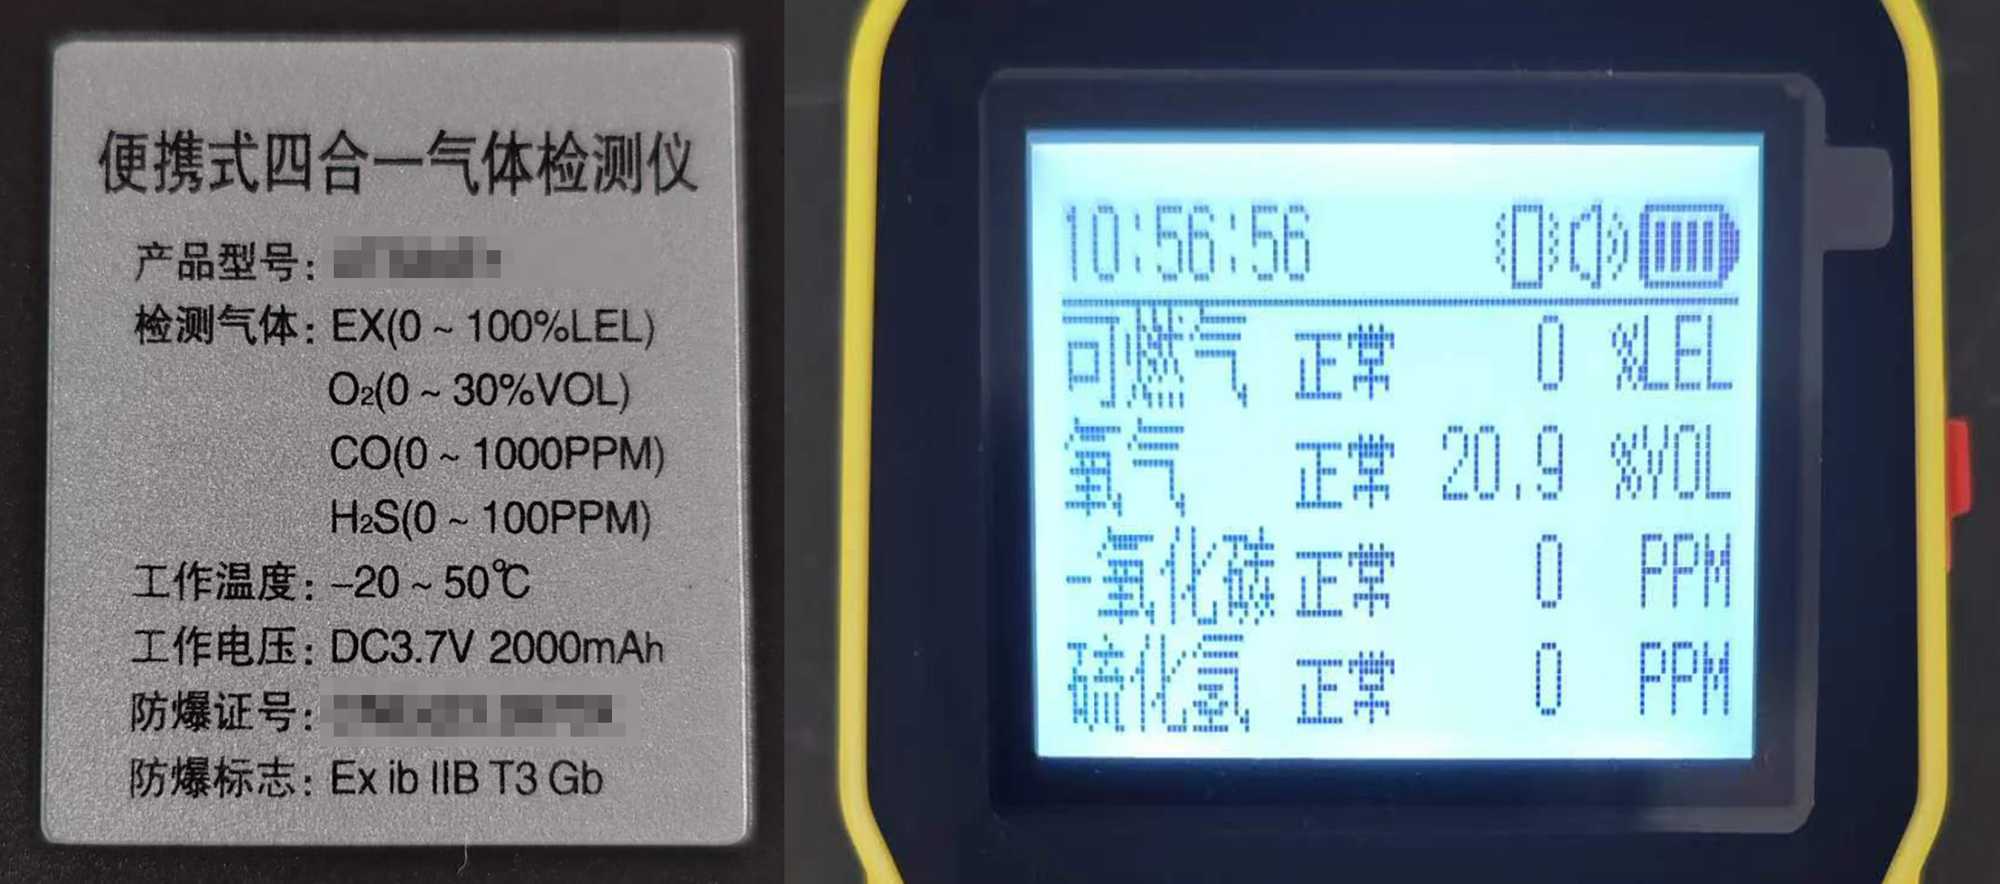 便携式四合一气体检测仪
产品型号:
检测气体: EX(0 ~ 100%LEL)
O₂(0 ~ 30%VOL)
CO(0 ~ 1000PPM)
H₂S(0 ~ 100PPM)
工作温度: -20 ~ 50℃
工作电压: DC3.7V 2000mAh
防爆证号:
防爆标志: Ex ib IIB T3 Gb
10:56:56
可燃气 正常 0 %LEL
氧气 正常 20.9 %VOL
一氧化碳 正常 0 PPM
硫化氢 正常 0 PPM